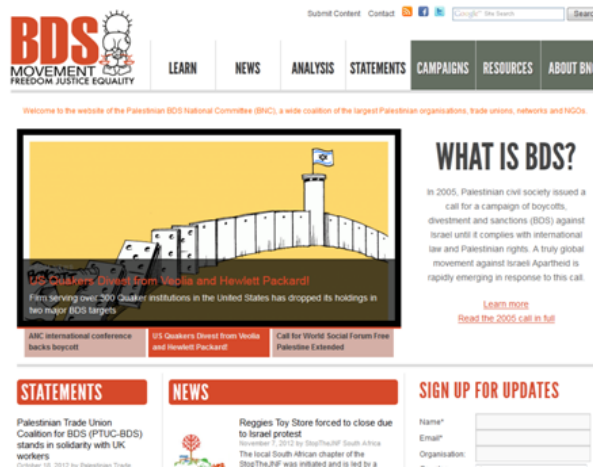 Submit Content Contact Google™ Site Search Searc
BDS
MOVEMENT
FREEDOM JUSTICE EQUALITY
LEARN NEWS ANALYSIS STATEMENTS CAMPAIGNS RESOURCES ABOUT BN
Welcome to the website of the Palestinian BDS National Committee (BNC), a wide coalition of the largest Palestinian organisations, trade unions, networks and NGOs.
US Quakers Divest from Veolia and Hewlett Packard!
Firm serving over 300 Quaker institutions in the United States has dropped its holdings in
two major BDS targets
ANC international conference
backs boycott
US Quakers Divest from Veolia
and Hewlett Packard!
Call for World Social Forum Free
Palestine Extended
WHAT IS BDS?
In 2005, Palestinian civil society issued a
call for a campaign of boycotts,
divestment and sanctions (BDS) against
Israel until it complies with international
law and Palestinian rights. A truly global
movement against Israeli Apartheid is
rapidly emerging in response to this call.
Learn more
Read the 2005 call in full
STATEMENTS
Palestinian Trade Union
Coalition for BDS (PTUC-BDS)
stands in solidarity with UK
workers
October 16, 2012 by Palestinian Trade
NEWS
Reggies Toy Store forced to close due
to Israel protest
November 7, 2012 by StopTheJNF South Africa
The local South African chapter of the
StopTheJNF was initiated and is led by a
SIGN UP FOR UPDATES
Name*
Email*
Organisation: